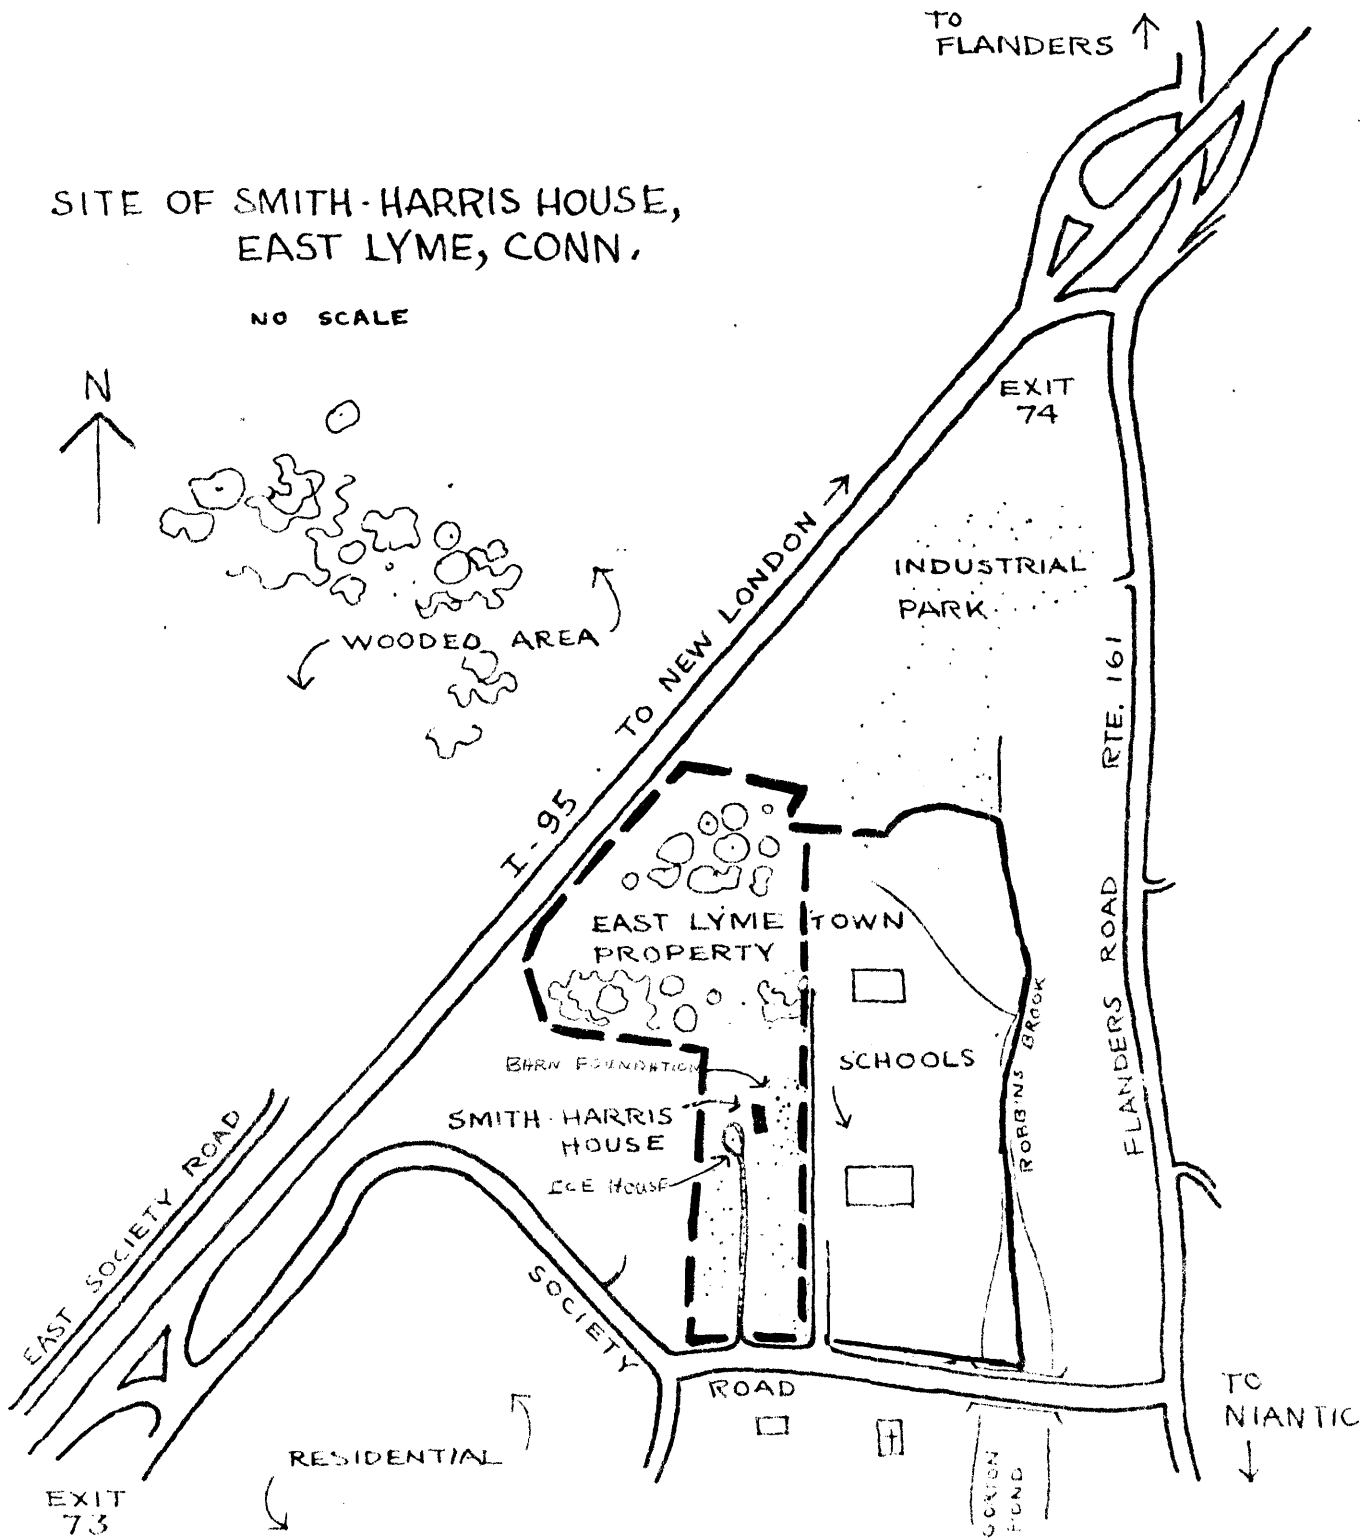 TO
FLANDERS
SITE OF SMITH-HARRIS HOUSE,
EAST LYME, CONN.
NO SCALE
N
EXIT
74
INDUSTRIAL
PARK
WOODED AREA
I-95 TO NEW LONDON
RTE. 161
FLANDERS ROAD
EAST LYME TOWN
PROPERTY
BARN FOUNDATION
SCHOOLS
SMITH-HARRIS
HOUSE
ICE HOUSE
ROBBINS BROOK
EAST SOCIETY ROAD
SOCIETY
ROAD
TO
NIANTIC
RESIDENTIAL
GORTON
POND
EXIT
73